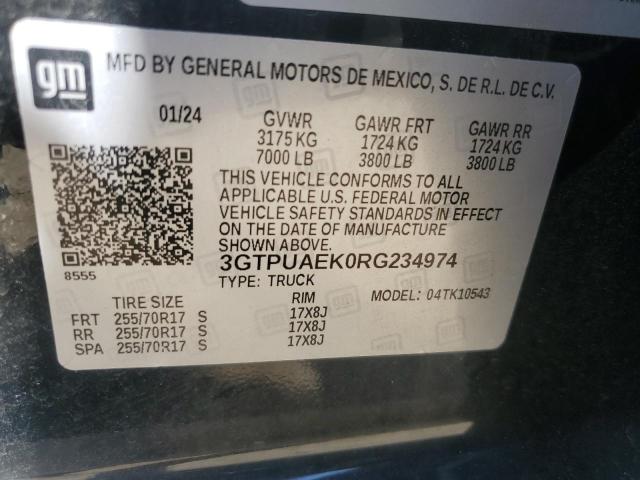 gm
MFD BY GENERAL MOTORS DE MEXICO, S. DE R.L. DE C.V.
01/24 GVWR GAWR FRT GAWR RR
3175 KG 1724 KG 1724 KG
7000 LB 3800 LB 3800 LB
THIS VEHICLE CONFORMS TO ALL
APPLICABLE U.S. FEDERAL MOTOR
VEHICLE SAFETY STANDARDS IN EFFECT
ON THE DATE OF MANUFACTURE
SHOWN ABOVE.
8555 3GTPUAEK0RG234974
TYPE: TRUCK
TIRE SIZE RIM MODEL: 04TK10543
FRT 255/70R17 S 17X8J
RR 255/70R17 S 17X8J
SPA 255/70R17 S 17X8J